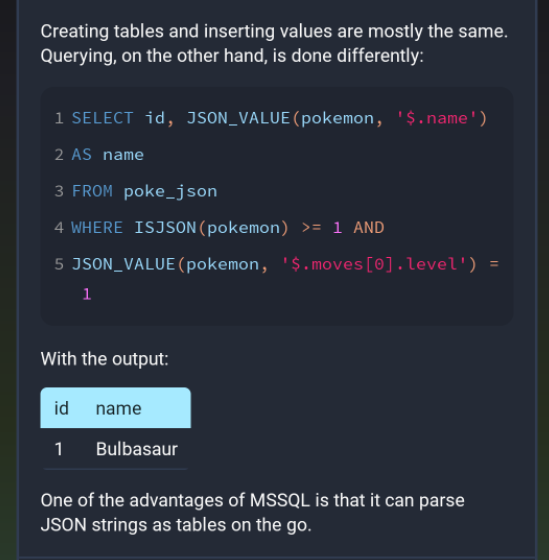 Creating tables and inserting values are mostly the same.
Querying, on the other hand, is done differently:
1 SELECT id, JSON_VALUE(pokemon, '$.name')
2 AS name
3 FROM poke_json
4 WHERE ISJSON(pokemon) >= 1 AND
5 JSON_VALUE(pokemon, '$.moves[0].level') =
1
With the output:
id name
1 Bulbasaur
One of the advantages of MSSQL is that it can parse
JSON strings as tables on the go.